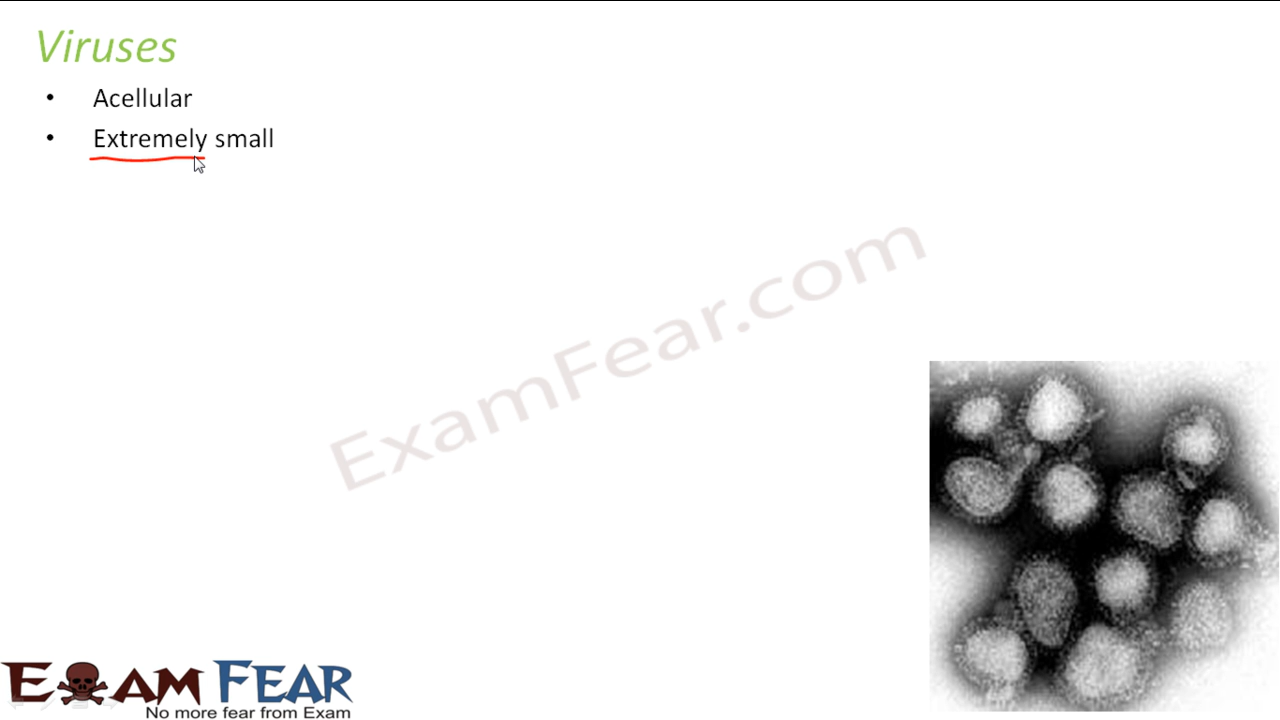 Viruses
• Acellular
• Extremely small
ExamFear.com
EXAM FEAR
No more fear from Exam